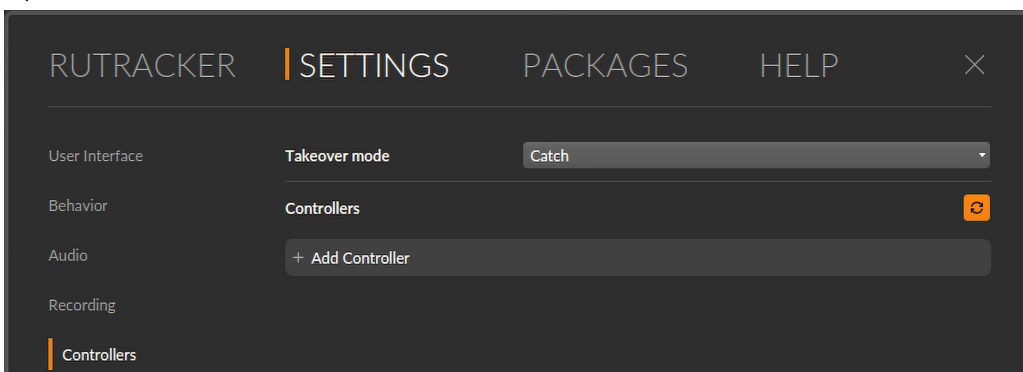 RUTRACKER SETTINGS PACKAGES HELP
User Interface
Takeover mode Catch
Behavior
Controllers
Audio
+ Add Controller
Recording
Controllers